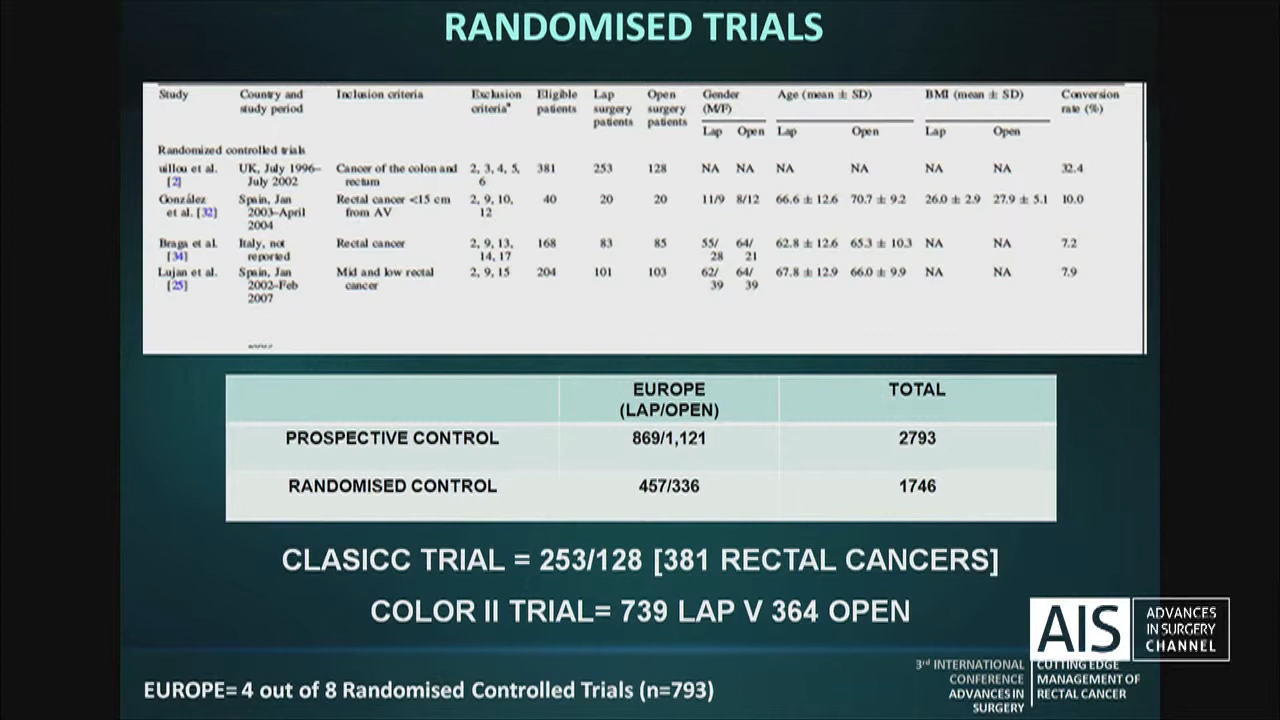 RANDOMISED TRIALS
Study Country and study period Inclusion criteria Exclusion criteriaª Eligible patients Lap surgery patients Open surgery patients Gender (M/F) Age (mean ± SD) BMI (mean ± SD) Conversion rate (%)
Lap Open Lap Open Lap Open
Randomized controlled trials
uillou et al. UK, July 1996– Cancer of the colon and 2, 3, 4, 5, 381 253 128 NA NA NA NA NA NA 32.4
[2] July 2002 rectum 6
González Spain, Jan Rectal cancer <15 cm 2, 9, 10, 40 20 20 11/9 8/12 66.6 ± 12.6 70.7 ± 9.2 26.0 ± 2.9 27.9 ± 5.1 10.0
et al. [32] 2003–April from AV 12
2004
Braga et al. Italy, not Rectal cancer 2, 9, 13, 168 83 85 55/ 64/ 62.8 ± 12.6 65.3 ± 10.3 NA NA 7.2
[34] reported 14, 17 28 21
Lujan et al. Spain, Jan Mid and low rectal 2, 9, 15 204 101 103 62/ 64/ 67.8 ± 12.9 66.0 ± 9.9 NA NA 7.9
[25] 2002–Feb cancer 39 39
2007
EUROPE TOTAL
(LAP/OPEN)
PROSPECTIVE CONTROL 869/1,121 2793
RANDOMISED CONTROL 457/336 1746
CLASICC TRIAL = 253/128 [381 RECTAL CANCERS]
COLOR II TRIAL= 739 LAP V 364 OPEN
EUROPE= 4 out of 8 Randomised Controlled Trials (n=793)
AIS
ADVANCES
IN SURGERY
CHANNEL
3rd INTERNATIONAL
CONFERENCE
ADVANCES IN
SURGERY
CUTTING EDGE
MANAGEMENT OF
RECTAL CANCER